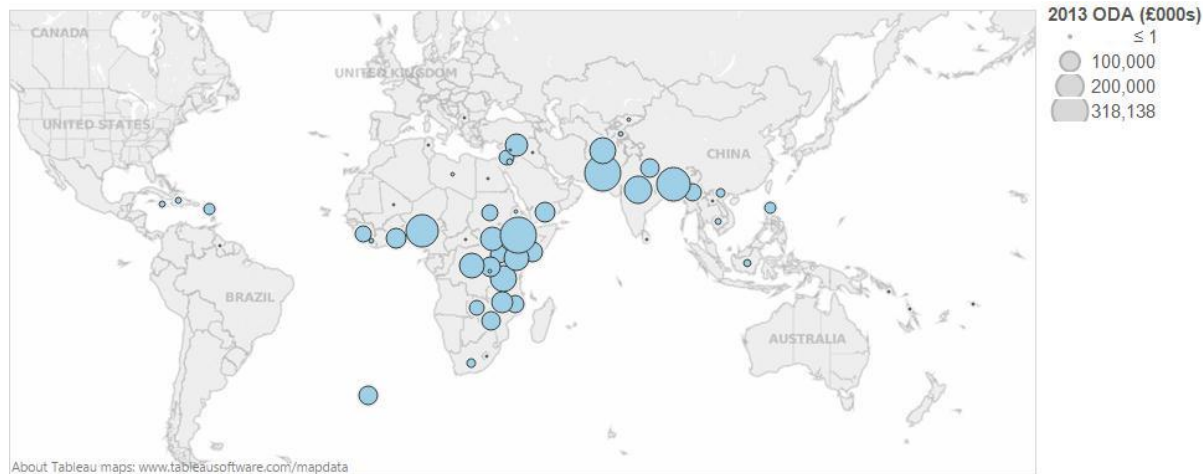 2013 ODA (£000s)
≤ 1
100,000
200,000
318,138
CANADA
UNITED KINGDOM
UNITED STATES
CHINA
BRAZIL
AUSTRALIA
About Tableau maps: www.tableausoftware.com/mapdata